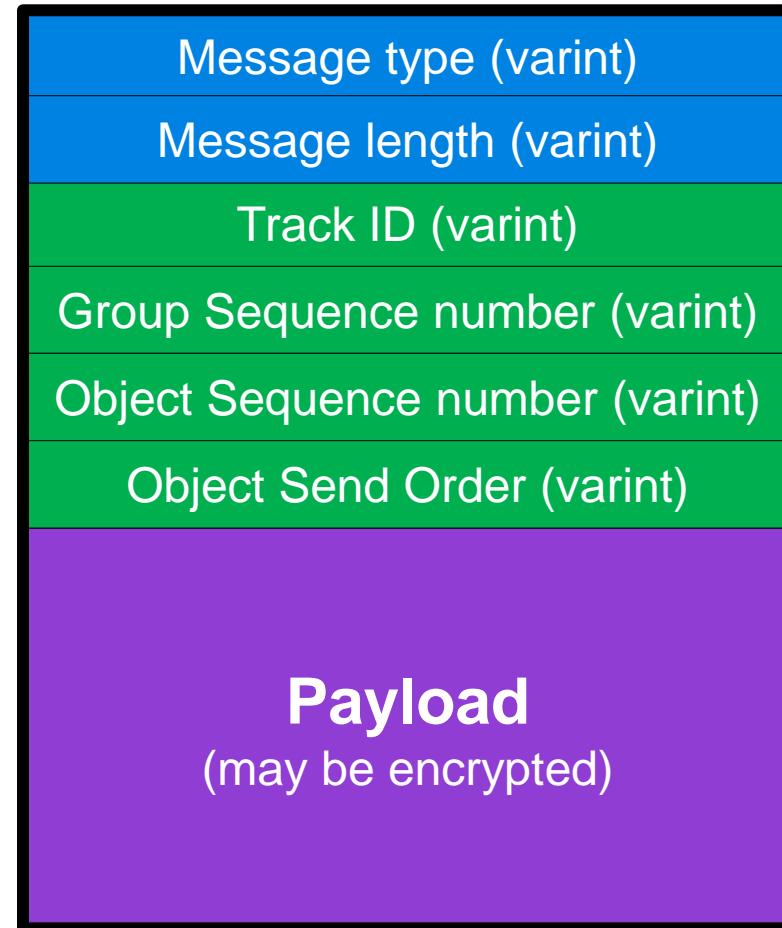 Message type (varint)
Message length (varint)
Track ID (varint)
Group Sequence number (varint)
Object Sequence number (varint)
Object Send Order (varint)
Payload
(may be encrypted)